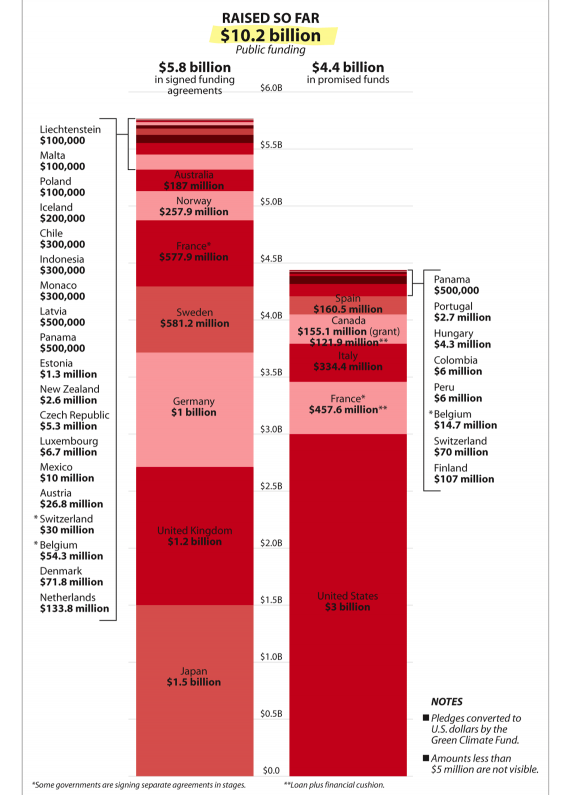 RAISED SO FAR
$10.2 billion
Public funding
$5.8 billion
in signed funding
agreements
$4.4 billion
in promised funds
$6.0B
$5.5B
$5.0B
$4.5B
$4.0B
$3.5B
$3.0B
$2.5B
$2.0B
$1.5B
$1.0B
$0.5B
$0.0
Liechtenstein
$100,000
Malta
$100,000
Poland
$100,000
Iceland
$200,000
Chile
$300,000
Indonesia
$300,000
Monaco
$300,000
Latvia
$500,000
Panama
$500,000
Estonia
$1.3 million
New Zealand
$2.6 million
Czech Republic
$5.3 million
Luxembourg
$6.7 million
Mexico
$10 million
Austria
$26.8 million
*Switzerland
$30 million
*Belgium
$54.3 million
Denmark
$71.8 million
Netherlands
$133.8 million
Australia
$187 million
Norway
$257.9 million
France*
$577.9 million
Sweden
$581.2 million
Germany
$1 billion
United Kingdom
$1.2 billion
Japan
$1.5 billion
Spain
$160.5 million
Canada
$155.1 million (grant)
$121.9 million**
Italy
$334.4 million
France*
$457.6 million**
United States
$3 billion
Panama
$500,000
Portugal
$2.7 million
Hungary
$4.3 million
Colombia
$6 million
Peru
$6 million
*Belgium
$14.7 million
Switzerland
$70 million
Finland
$107 million
NOTES
Pledges converted to
U.S. dollars by the
Green Climate Fund.
Amounts less than
$5 million are not visible.
*Some governments are signing separate agreements in stages.
**Loan plus financial cushion.